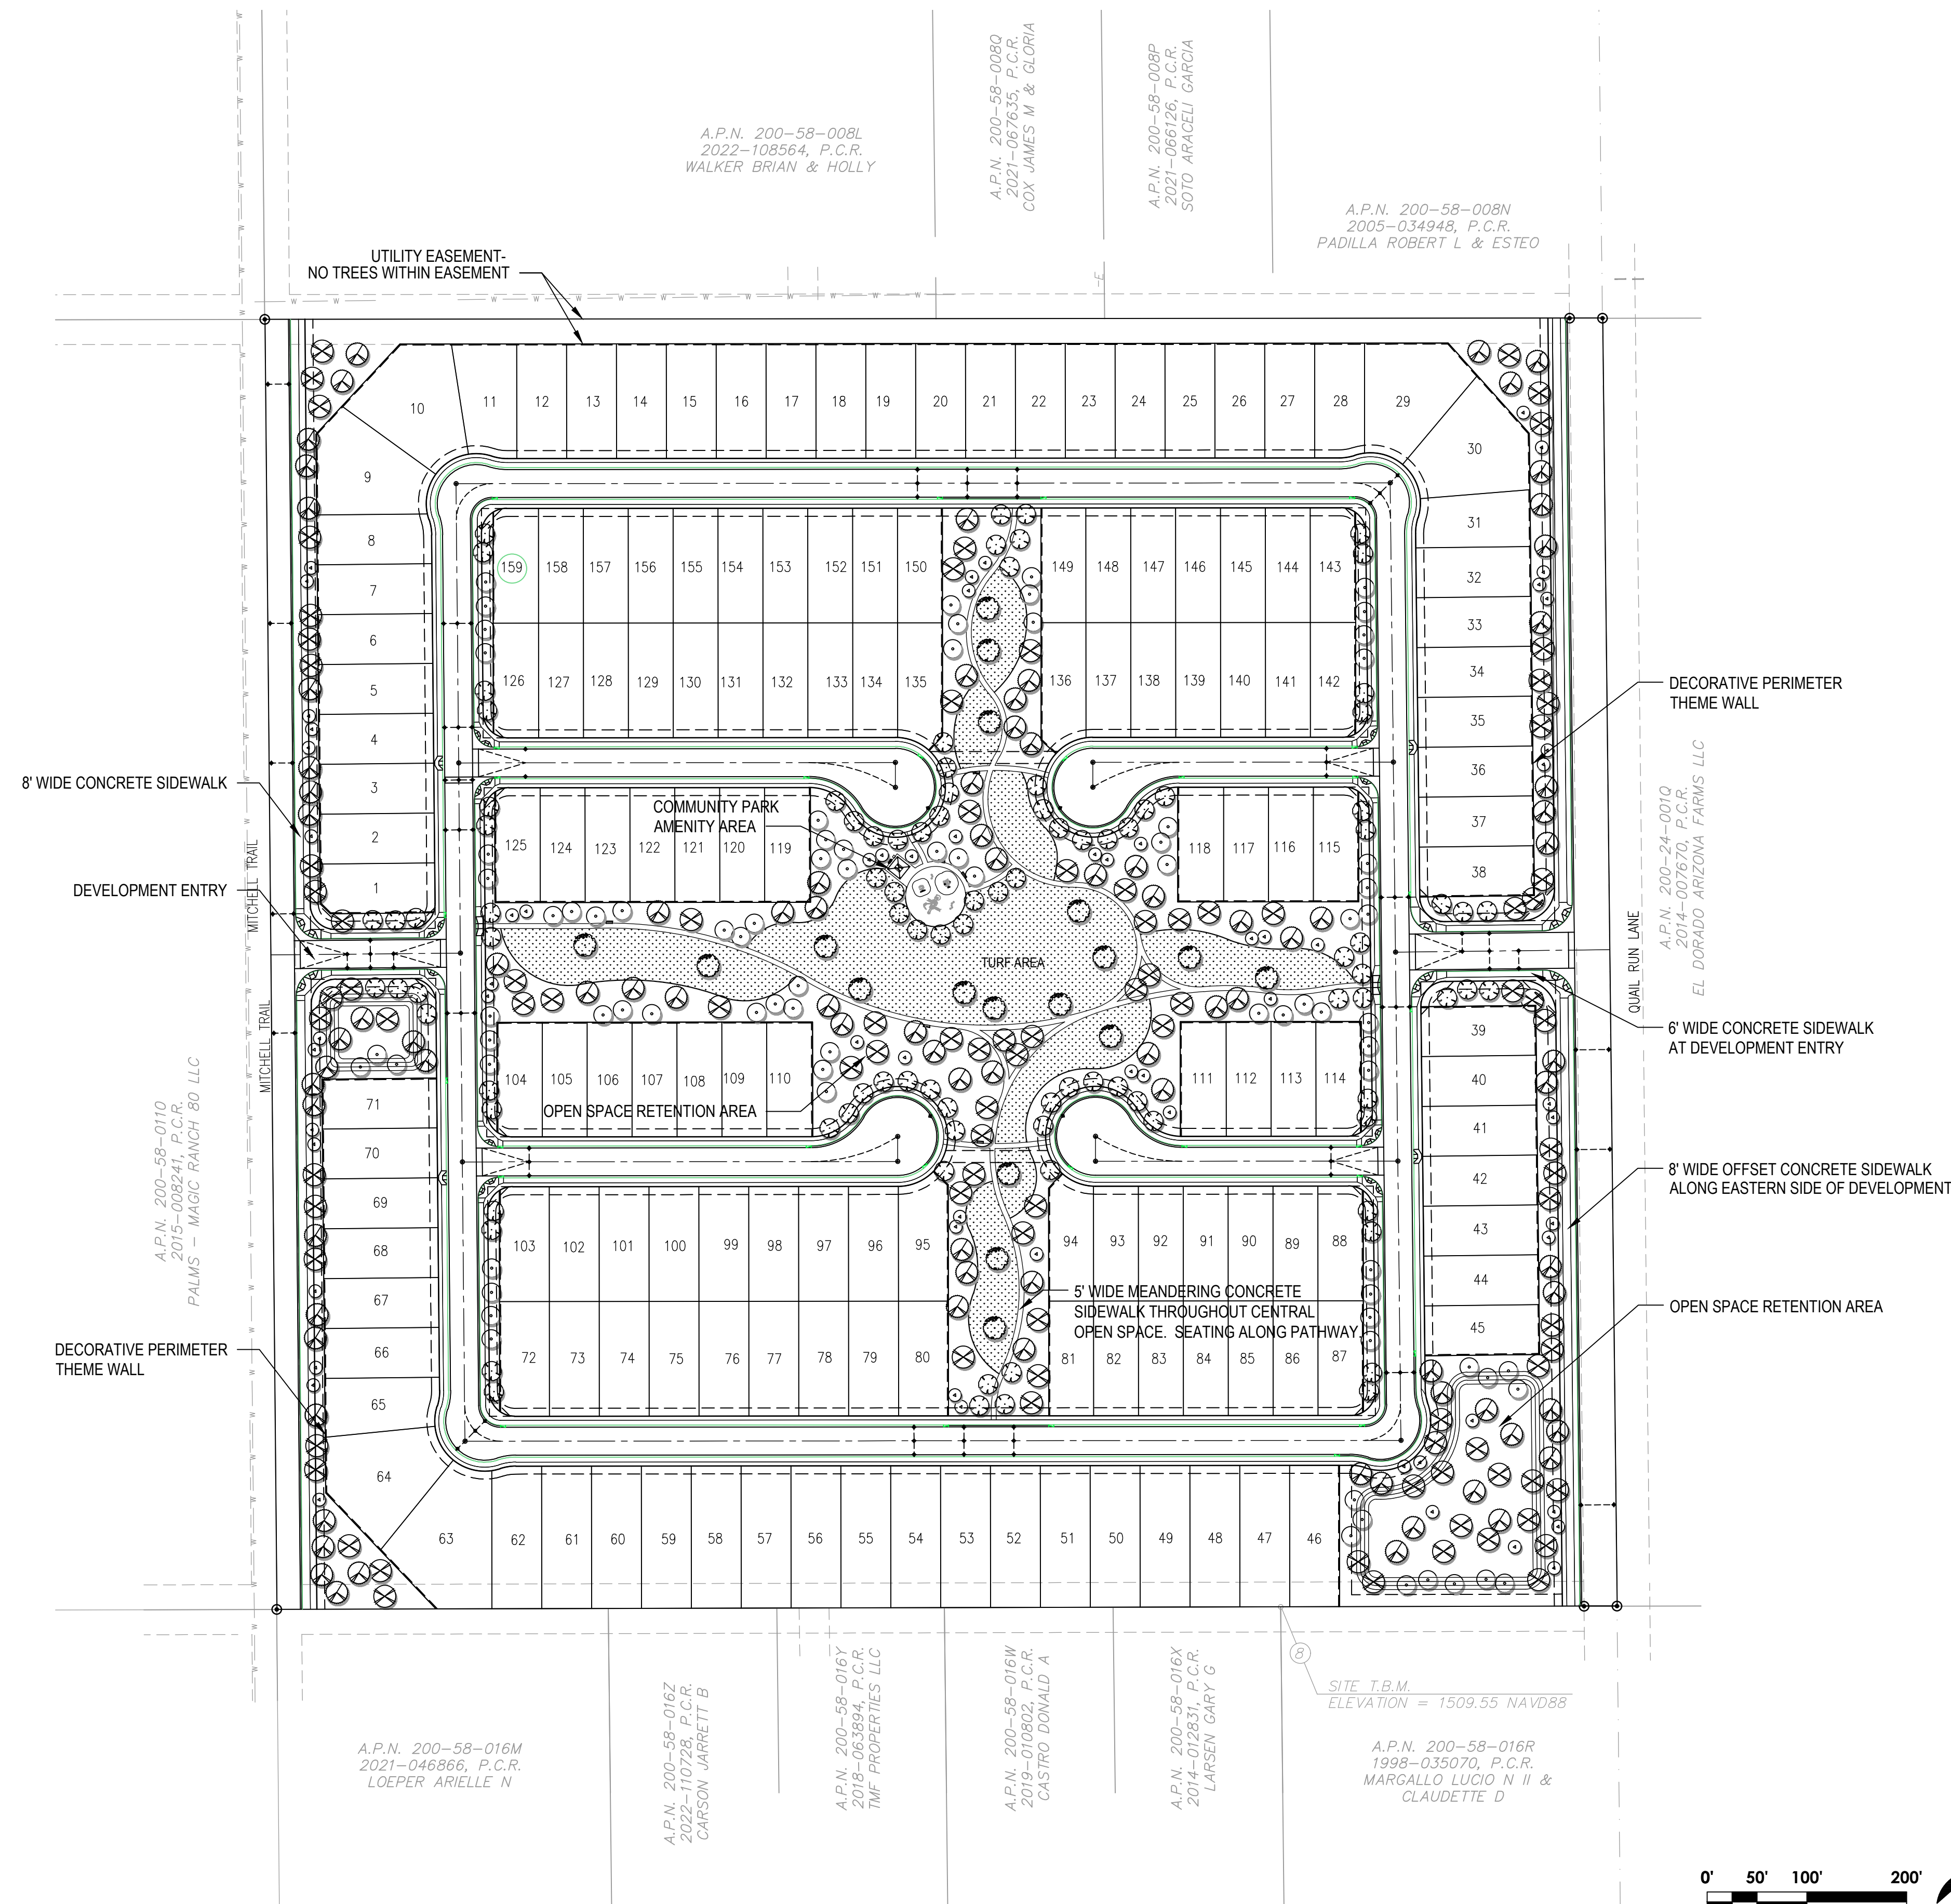 A.P.N. 200-58-008L
2022-108564, P.C.R.
WALKER BRIAN & HOLLY
A.P.N. 200-58-008Q
2021-067635, P.C.R.
COX JAMES M & GLORIA
A.P.N. 200-58-008P
2021-066126, P.C.R.
SOTO ARACELI GARCIA
A.P.N. 200-58-008N
2005-034948, P.C.R.
PADILLA ROBERT L & ESTEO
UTILITY EASEMENT-
NO TREES WITHIN EASEMENT
E
10 11 12 13 14 15 16 17 18 19 20 21 22 23 24 25 26 27 28 29
30
9
31
8
32
7
33
6
34
5
35
4
36
3
37
2
38
1
159 158 157 156 155 154 153 152 151 150 149 148 147 146 145 144 143
126 127 128 129 130 131 132 133 134 135 136 137 138 139 140 141 142
DECORATIVE PERIMETER
THEME WALL
8' WIDE CONCRETE SIDEWALK
COMMUNITY PARK
AMENITY AREA
125 124 123 122 121 120 119 118 117 116 115
DEVELOPMENT ENTRY
MITCHELL TRAIL
MITCHELL TRAIL
QUAIL RUN LANE
A.P.N. 200-24-001Q
2014-007670, P.C.R.
EL DORADO ARIZONA FARMS LLC
TURF AREA
6' WIDE CONCRETE SIDEWALK
AT DEVELOPMENT ENTRY
A.P.N. 200-58-0110
2015-008241, P.C.R.
PALMS - MAGIC RANCH 80 LLC
104 105 106 107 108 109 110 111 112 113 114
OPEN SPACE RETENTION AREA
39
40
71
41
70
42
69
43
68
44
67
45
66
65
64
8' WIDE OFFSET CONCRETE SIDEWALK
ALONG EASTERN SIDE OF DEVELOPMENT
103 102 101 100 99 98 97 96 95 94 93 92 91 90 89 88
5' WIDE MEANDERING CONCRETE
SIDEWALK THROUGHOUT CENTRAL
OPEN SPACE. SEATING ALONG PATHWAY
OPEN SPACE RETENTION AREA
DECORATIVE PERIMETER
THEME WALL
72 73 74 75 76 77 78 79 80 81 82 83 84 85 86 87
63 62 61 60 59 58 57 56 55 54 53 52 51 50 49 48 47 46
8
SITE T.B.M.
ELEVATION = 1509.55 NAVD88
A.P.N. 200-58-016M
2021-046866, P.C.R.
LOEPER ARIELLE N
A.P.N. 200-58-016Z
2022-110728, P.C.R.
CARSON JARRETT B
A.P.N. 200-58-016Y
2018-063894, P.C.R.
TMF PROPERTIES LLC
A.P.N. 200-58-016W
2019-010802, P.C.R.
CASTRO DONALD A
A.P.N. 200-58-016X
2014-012831, P.C.R.
LARSEN GARY G
A.P.N. 200-58-016R
1998-035070, P.C.R.
MARGALLO LUCIO N II &
CLAUDETTE D
0' 50' 100' 200'